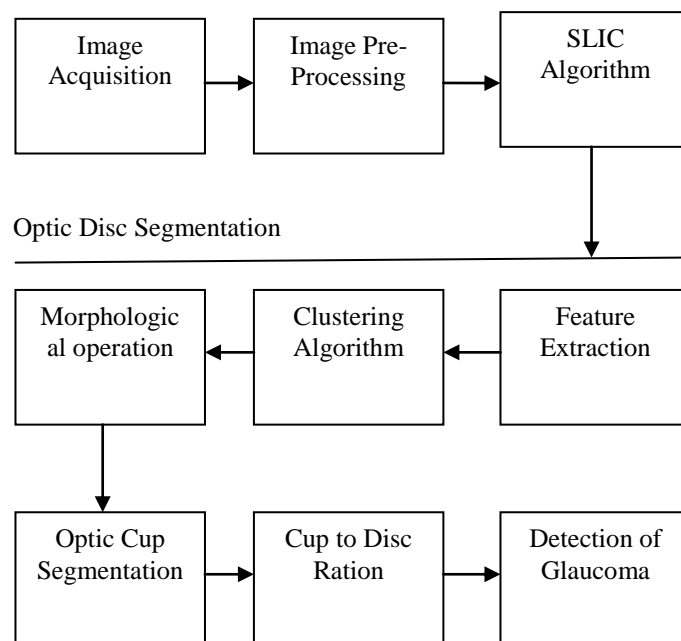 Image
Acquisition
Image Pre-
Processing
SLIC
Algorithm
Optic Disc Segmentation
Morphologic
al operation
Clustering
Algorithm
Feature
Extraction
Optic Cup
Segmentation
Cup to Disc
Ration
Detection of
Glaucoma